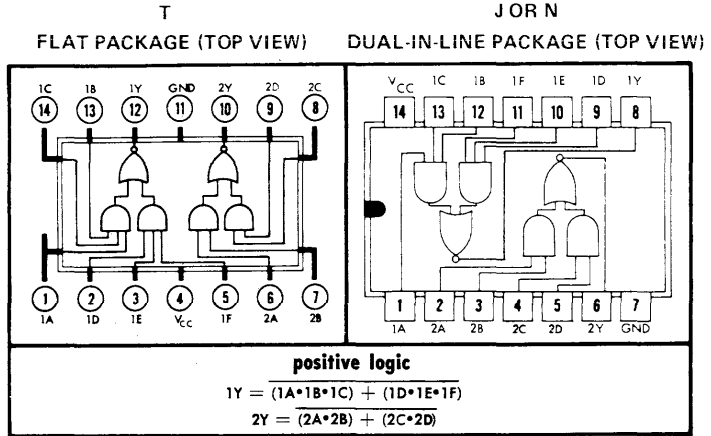 T
FLAT PACKAGE (TOP VIEW)
1C 1B 1Y GND 2Y 2D 2C
14 13 12 11 10 9 8
1 2 3 4 5 6 7
1A 1D 1E VCC 1F 2A 2B
J OR N
DUAL-IN-LINE PACKAGE (TOP VIEW)
VCC 1C 1B 1F 1E 1D 1Y
14 13 12 11 10 9 8
1 2 3 4 5 6 7
1A 2A 2B 2C 2D 2Y GND
positive logic
1Y = (1A•1B•1C) + (1D•1E•1F)
2Y = (2A•2B) + (2C•2D)